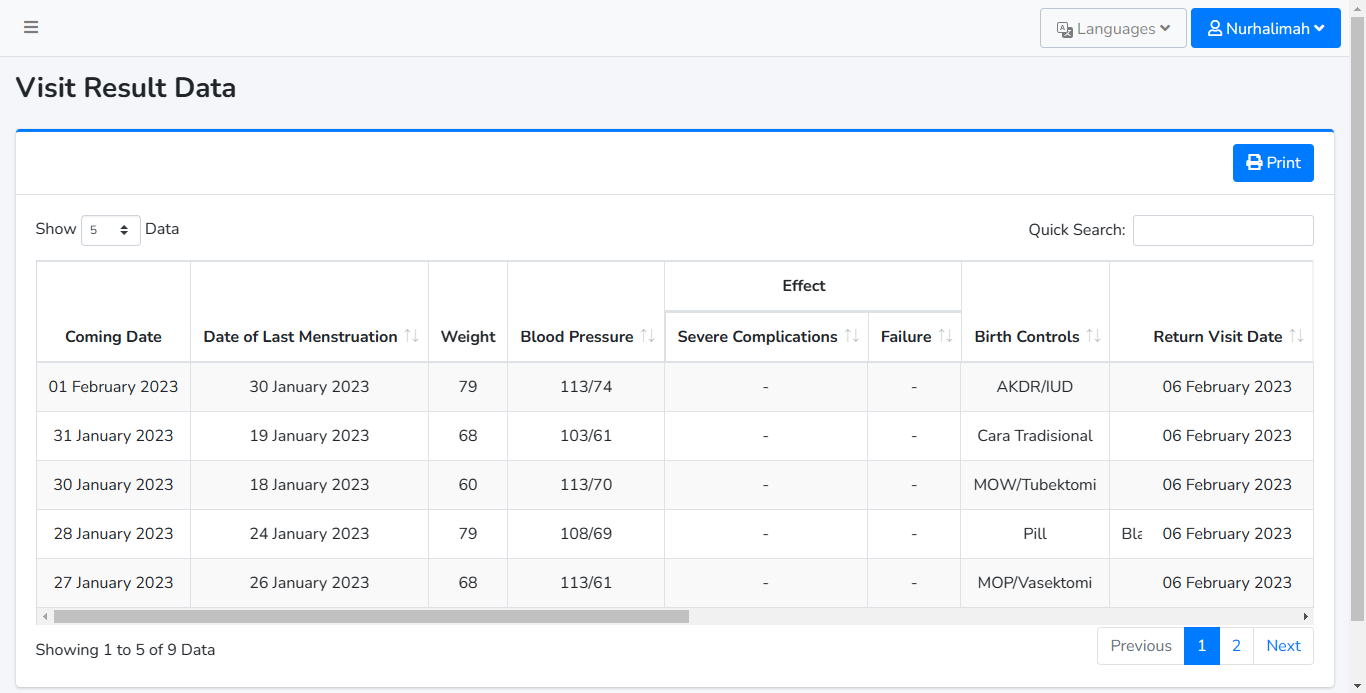 Languages Nurhalimah
Visit Result Data
Print
Show 5 Data Quick Search:
Effect
Coming Date Date of Last Menstruation Weight Blood Pressure Severe Complications Failure Birth Controls Return Visit Date
01 February 2023 30 January 2023 79 113/74 - - AKDR/IUD 06 February 2023
31 January 2023 19 January 2023 68 103/61 - - Cara Tradisional 06 February 2023
30 January 2023 18 January 2023 60 113/70 - - MOW/Tubektomi 06 February 2023
28 January 2023 24 January 2023 79 108/69 - - Pill 06 February 2023
27 January 2023 26 January 2023 68 113/61 - - MOP/Vasektomi 06 February 2023
Showing 1 to 5 of 9 Data Previous 1 2 Next